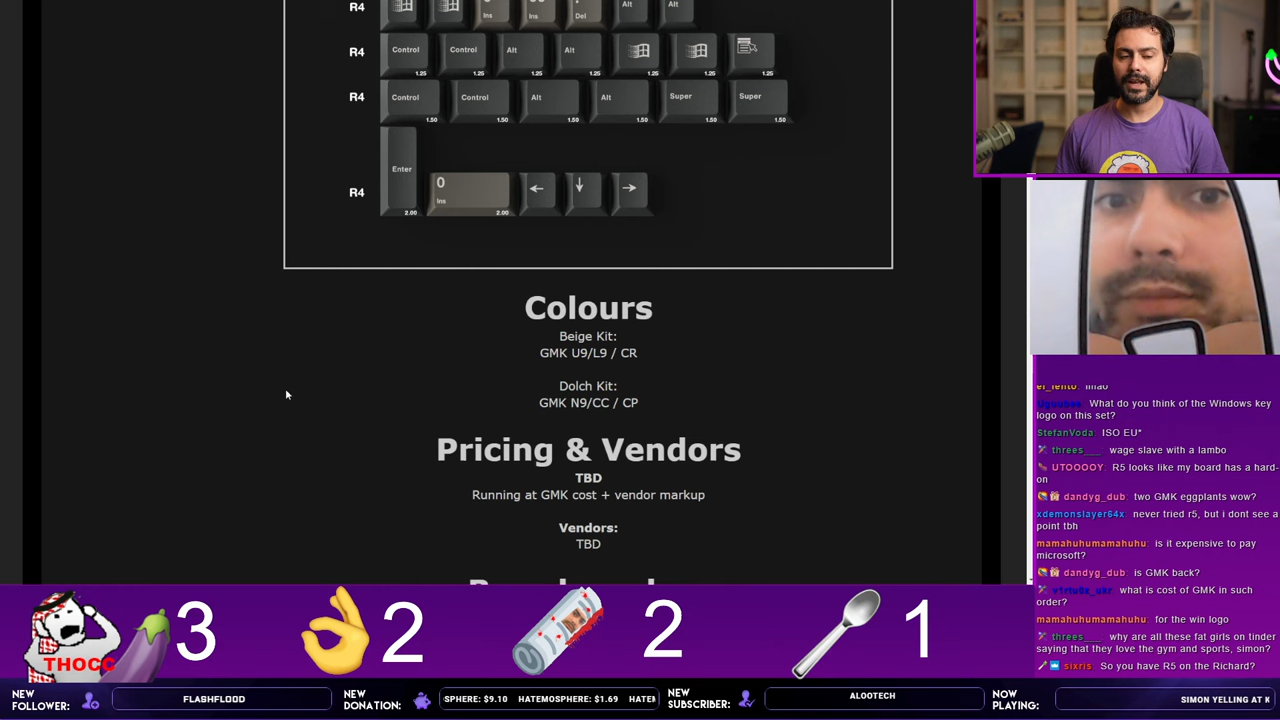 R4
Ins
Ins
Del
Alt
Alt
R4
Control
Control
Alt
Alt
1.25
1.25
1.25
1.25
1.25
1.25
1.25
R4
Control
Control
Alt
Alt
Super
Super
1.50
1.50
1.50
1.50
1.50
1.50
Enter
R4
0
Ins
2.00
2.00
Colours
Beige Kit:
GMK U9/L9 / CR
Dolch Kit:
GMK N9/CC / CP
Pricing & Vendors
TBD
Running at GMK cost + vendor markup
Vendors:
TBD
el_lento: lmao
What do you think of the Windows key
logo on this set?
StefanVoda: ISO EU*
threes___ wage slave with a lambo
UTOOOOY: R5 looks like my board has a hard-
on
dandyg_dub: two GMK eggplants wow?
xdemonslayer64x: never tried r5, but i dont see a
point tbh
mamahuhumamahuhu: is it expensive to pay
microsoft?
dandyg_dub: is GMK back?
v1rtu0z_ukr: what is cost of GMK in such
order?
mamahuhumamahuhu: for the win logo
threes___ why are all these fat girls on tinder
saying that they love the gym and sports, simon?
sixris: So you have R5 on the Richard?
THOCC
3
2
2
1
NEW
FOLLOWER:
FLASHFLOOD
NEW
DONATION:
SPHERE: $9.10 HATEMOSPHERE: $1.69 HATEM
NEW
SUBSCRIBER:
ALOOTECH
NOW
PLAYING:
SIMON YELLING AT K